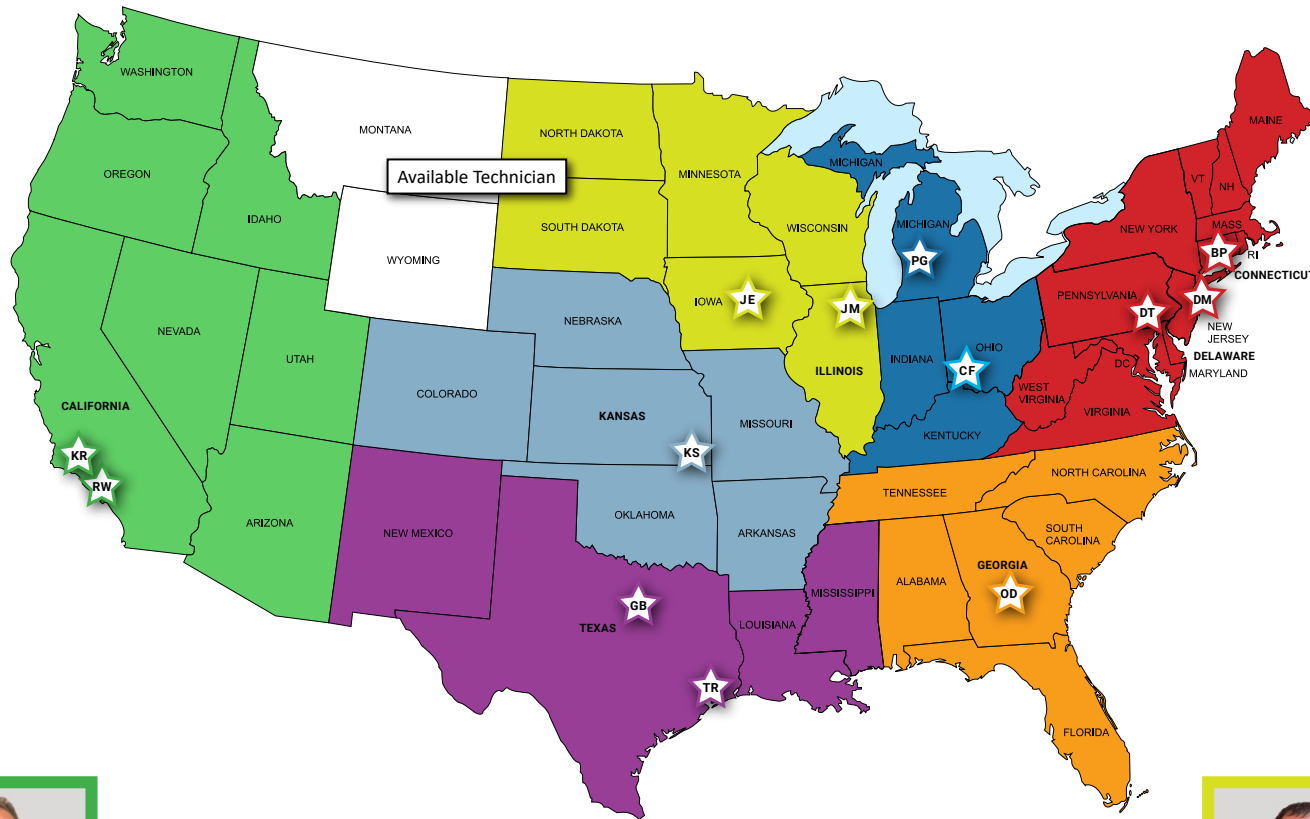 WASHINGTON
MAINE
MONTANA
NORTH DAKOTA
MICHIGAN
OREGON
Available Technician
MINNESOTA
VT
NH
IDAHO
SOUTH DAKOTA
WISCONSIN
MICHIGAN
NEW YORK
MASS
WYOMING
PG
BP
RI
CONNECTICUT
IOWA
JE
JM
PENNSYLVANIA
DT
DM
NEVADA
NEBRASKA
NEW
JERSEY
UTAH
ILLINOIS
INDIANA
OHIO
CF
DELAWARE
DC
MARYLAND
COLORADO
KANSAS
MISSOURI
WEST
VIRGINIA
VIRGINIA
CALIFORNIA
KENTUCKY
KR
KS
RW
NORTH CAROLINA
TENNESSEE
ARIZONA
NEW MEXICO
OKLAHOMA
ARKANSAS
SOUTH
CAROLINA
GEORGIA
ALABAMA
MISSISSIPPI
OD
GB
TEXAS
LOUISIANA
TR
FLORIDA